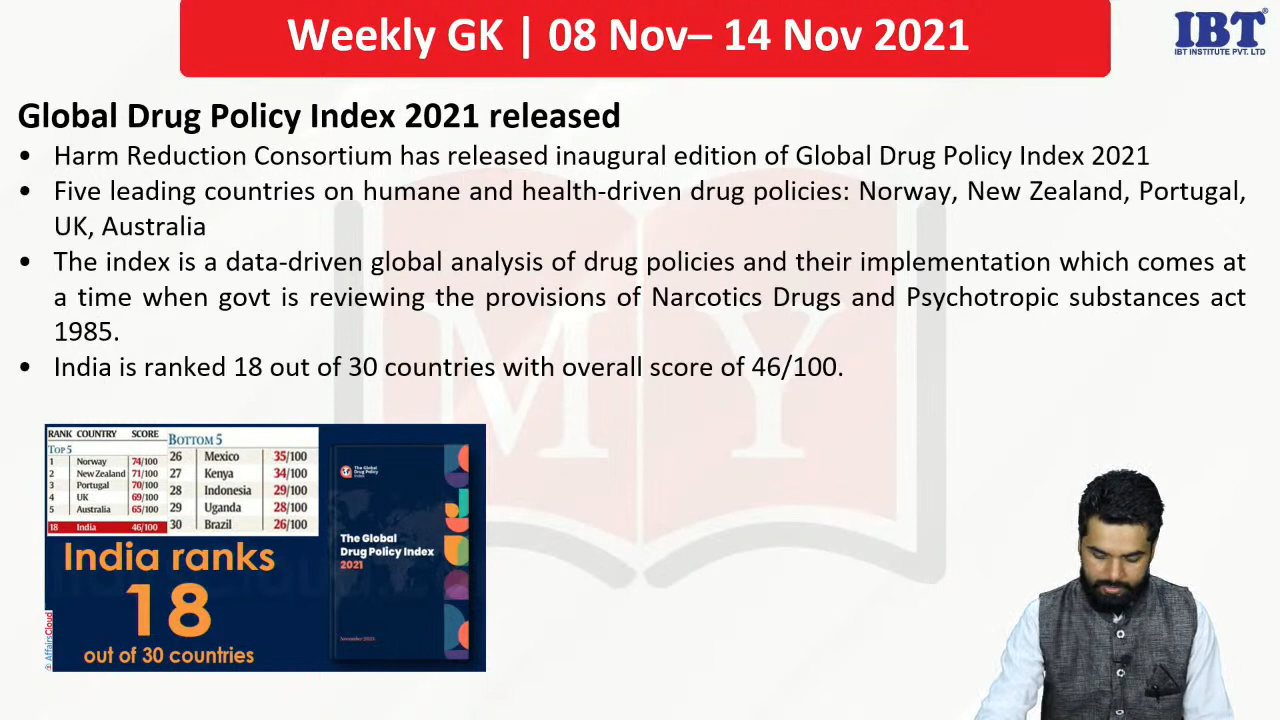 Weekly GK | 08 Nov– 14 Nov 2021
IBT®
IBT INSTITUTE PVT. LTD
Global Drug Policy Index 2021 released
• Harm Reduction Consortium has released inaugural edition of Global Drug Policy Index 2021
• Five leading countries on humane and health-driven drug policies: Norway, New Zealand, Portugal,
UK, Australia
• The index is a data-driven global analysis of drug policies and their implementation which comes at
a time when govt is reviewing the provisions of Narcotics Drugs and Psychotropic substances act
1985.
• India is ranked 18 out of 30 countries with overall score of 46/100.
M Y
RANK COUNTRY SCORE
TOP 5
1 Norway 74/100
2 New Zealand 71/100
3 Portugal 70/100
4 UK 69/100
5 Australia 65/100
18 India 46/100
BOTTOM 5
26 Mexico 35/100
27 Kenya 34/100
28 Indonesia 29/100
29 Uganda 28/100
30 Brazil 26/100
India ranks
18
out of 30 countries
AffairsCloud
The Global
Drug Policy
Index
The Global
Drug Policy Index
2021
November 2021